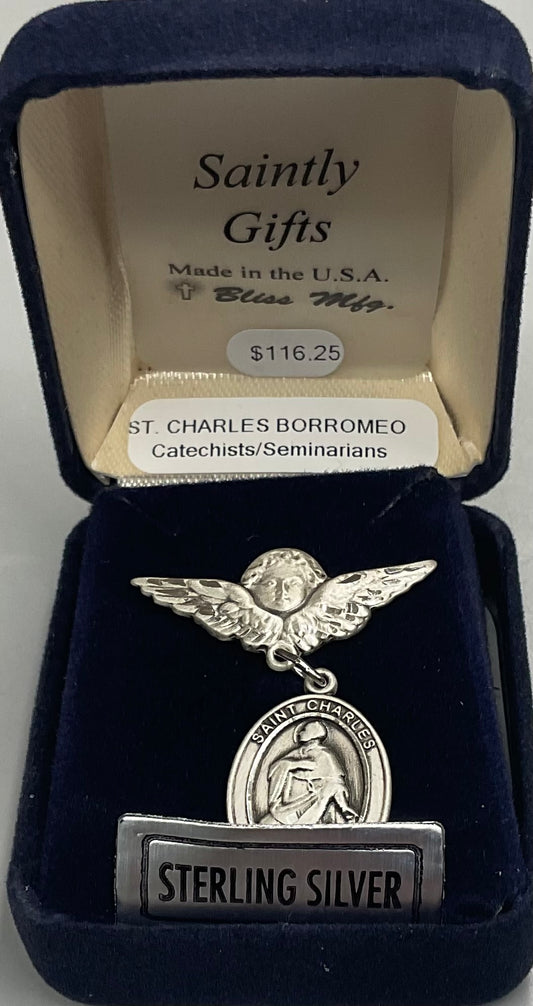 Saintly
Gifts
Made in the U.S.A.
Bliss Mfg.
$116.25
ST. CHARLES BORROMEO
Catechists/Seminarians
SAINT CHARLES
STERLING SILVER